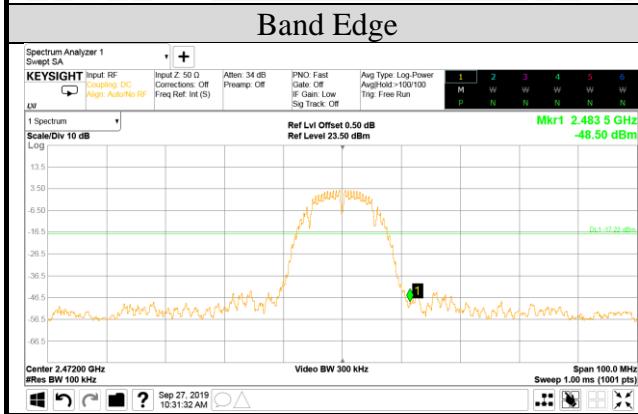 Band Edge
Spectrum Analyzer 1
Swept SA
+
KEYSIGHT
Input: RF
Coupling: DC
Align: Auto/No RF
Input Z: 50 Ω
Corrections: Off
Freq Ref: Int (S)
Atten: 34 dB
Preamp: Off
PNO: Fast
Gate: Off
IF Gain: Low
Sig Track: Off
Avg Type: Log-Power
Avg|Hold:>100/100
Trig: Free Run
1 2 3 4 5 6
M W W W W W
P N N N N N
LXI
1 Spectrum
Scale/Div 10 dB
Ref Lvl Offset 0.50 dB
Ref Level 23.50 dBm
Mkr1 2.483 5 GHz
-48.50 dBm
Log
13.5
3.50
-6.50
-16.5
DL1 -17.22 dBm
-26.5
-36.5
1
-46.5
-56.5
-66.5
Center 2.47200 GHz
#Res BW 100 kHz
Video BW 300 kHz
Span 100.0 MHz
Sweep 1.00 ms (1001 pts)
?
Sep 27, 2019
10:31:32 AM